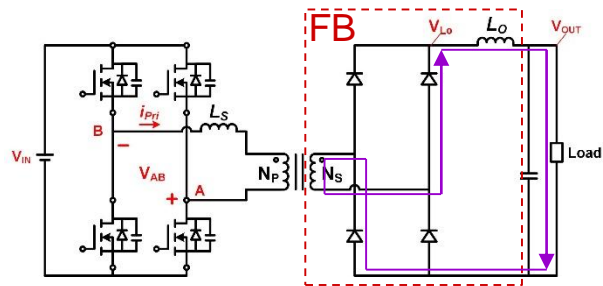 FB
V_Lo
L_O
V_OUT
B
i_Pri
L_S
V_IN
−
V_AB
N_P
N_S
Load
+
A